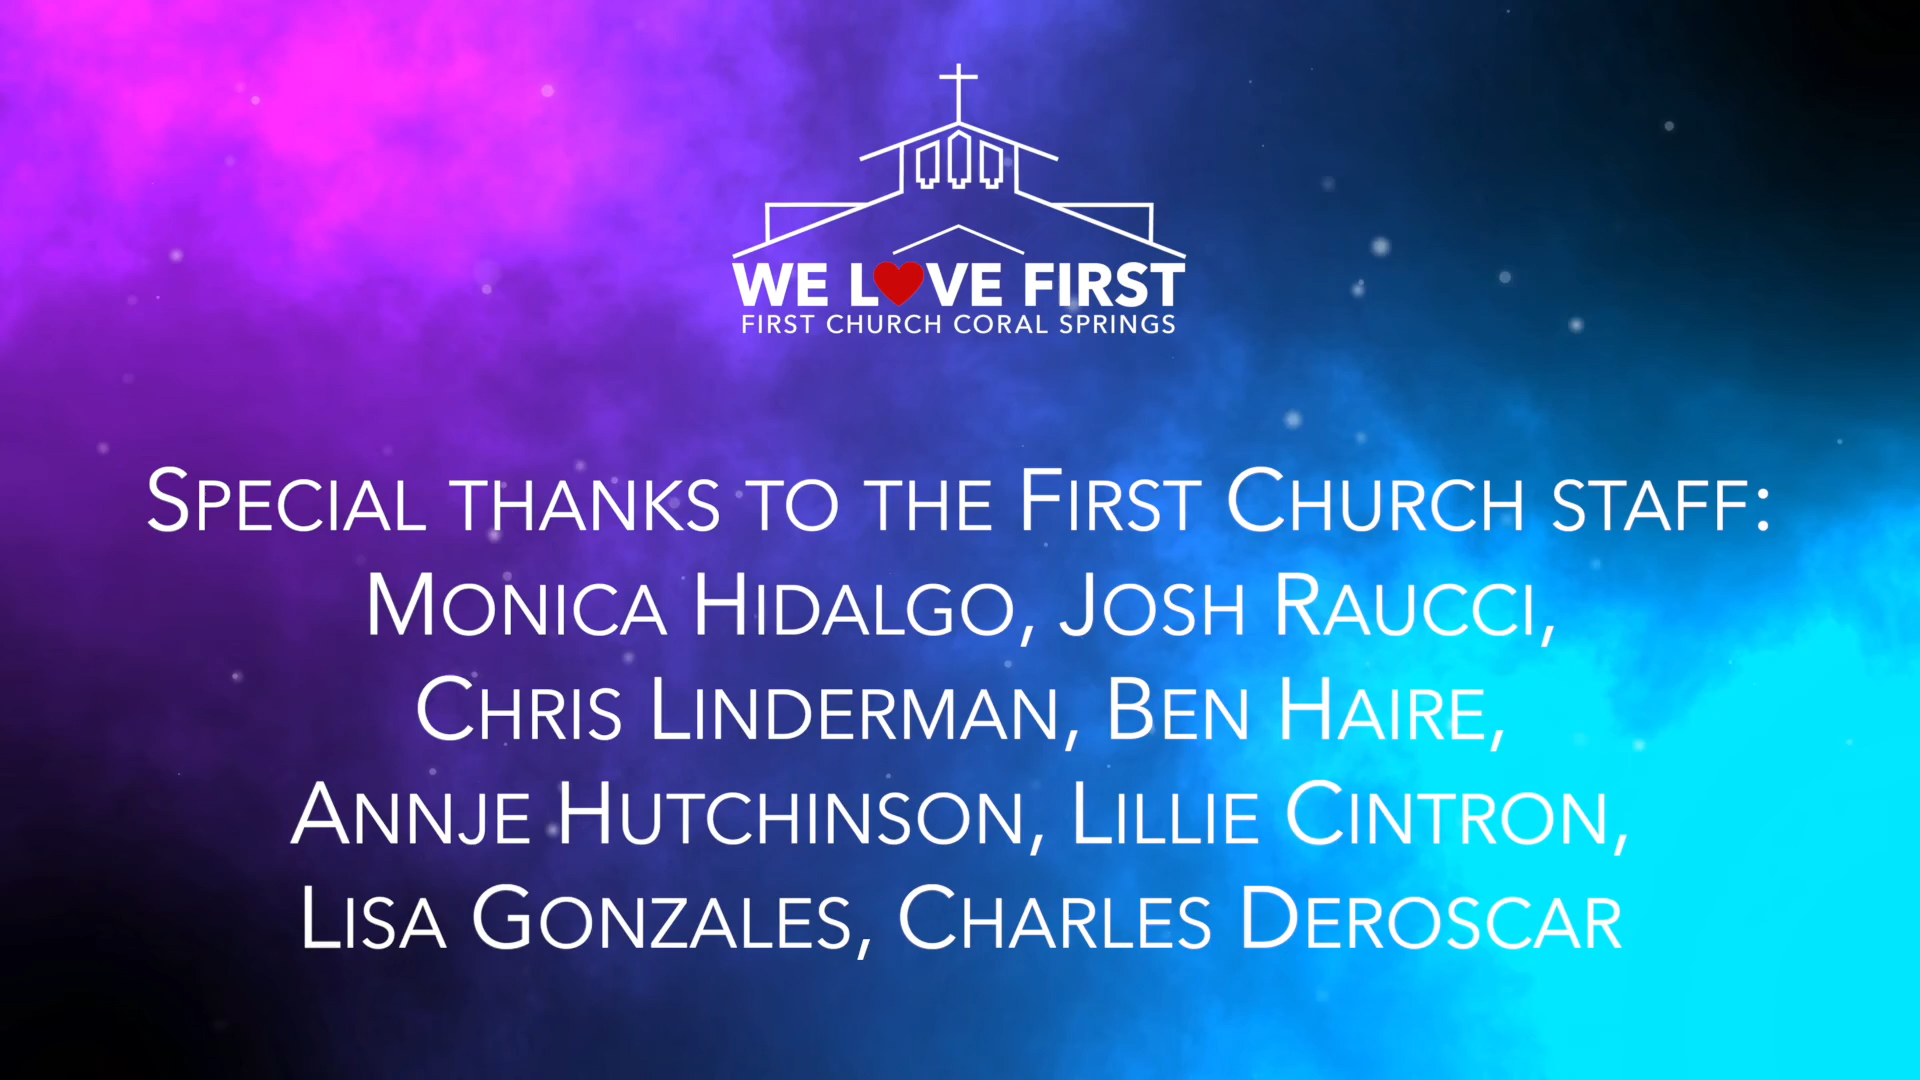 WE LOVE FIRST
FIRST CHURCH CORAL SPRINGS
SPECIAL THANKS TO THE FIRST CHURCH STAFF:
MONICA HIDALGO, JOSH RAUCCI,
CHRIS LINDERMAN, BEN HAIRE,
ANNJE HUTCHINSON, LILLIE CINTRON,
LISA GONZALES, CHARLES DEROSCAR